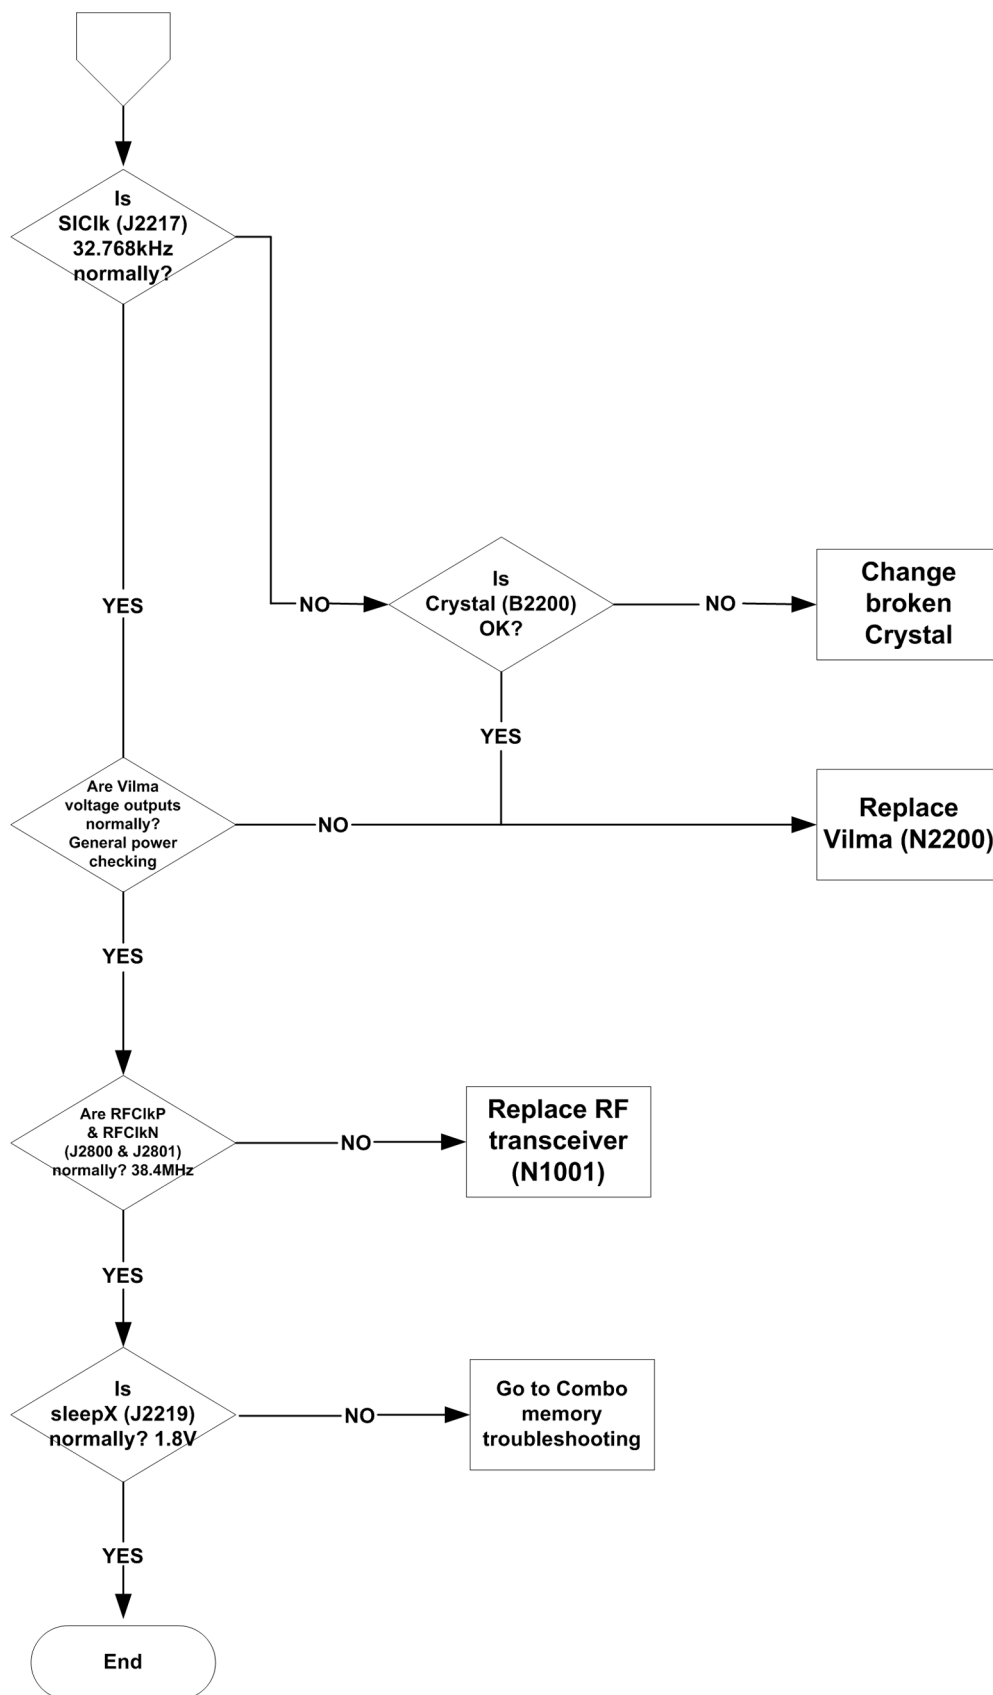 Is
SlClk (J2217)
32.768kHz
normally?
YES
NO
Is
Crystal (B2200)
OK?
NO
Change
broken
Crystal
YES
Are Vilma
voltage outputs
normally?
General power
checking
NO
Replace
Vilma (N2200)
YES
Are RFClkP
& RFClkN
(J2800 & J2801)
normally? 38.4MHz
NO
Replace RF
transceiver
(N1001)
YES
Is
sleepX (J2219)
normally? 1.8V
NO
Go to Combo
memory
troubleshooting
YES
End